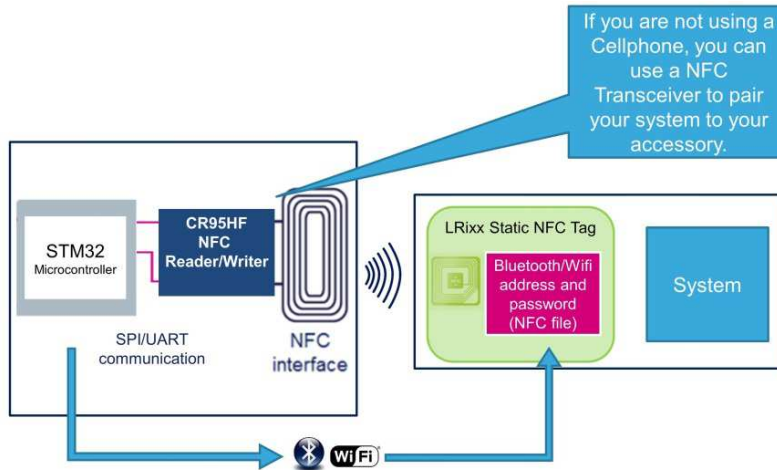 If you are not using a
Cellphone, you can
use a NFC
Transceiver to pair
your system to your
accessory.
STM32
Microcontroller
CR95HF
NFC
Reader/Writer
SPI/UART
communication
NFC
interface
LRixx Static NFC Tag
Bluetooth/Wifi
address and
password
(NFC file)
System
WiFi